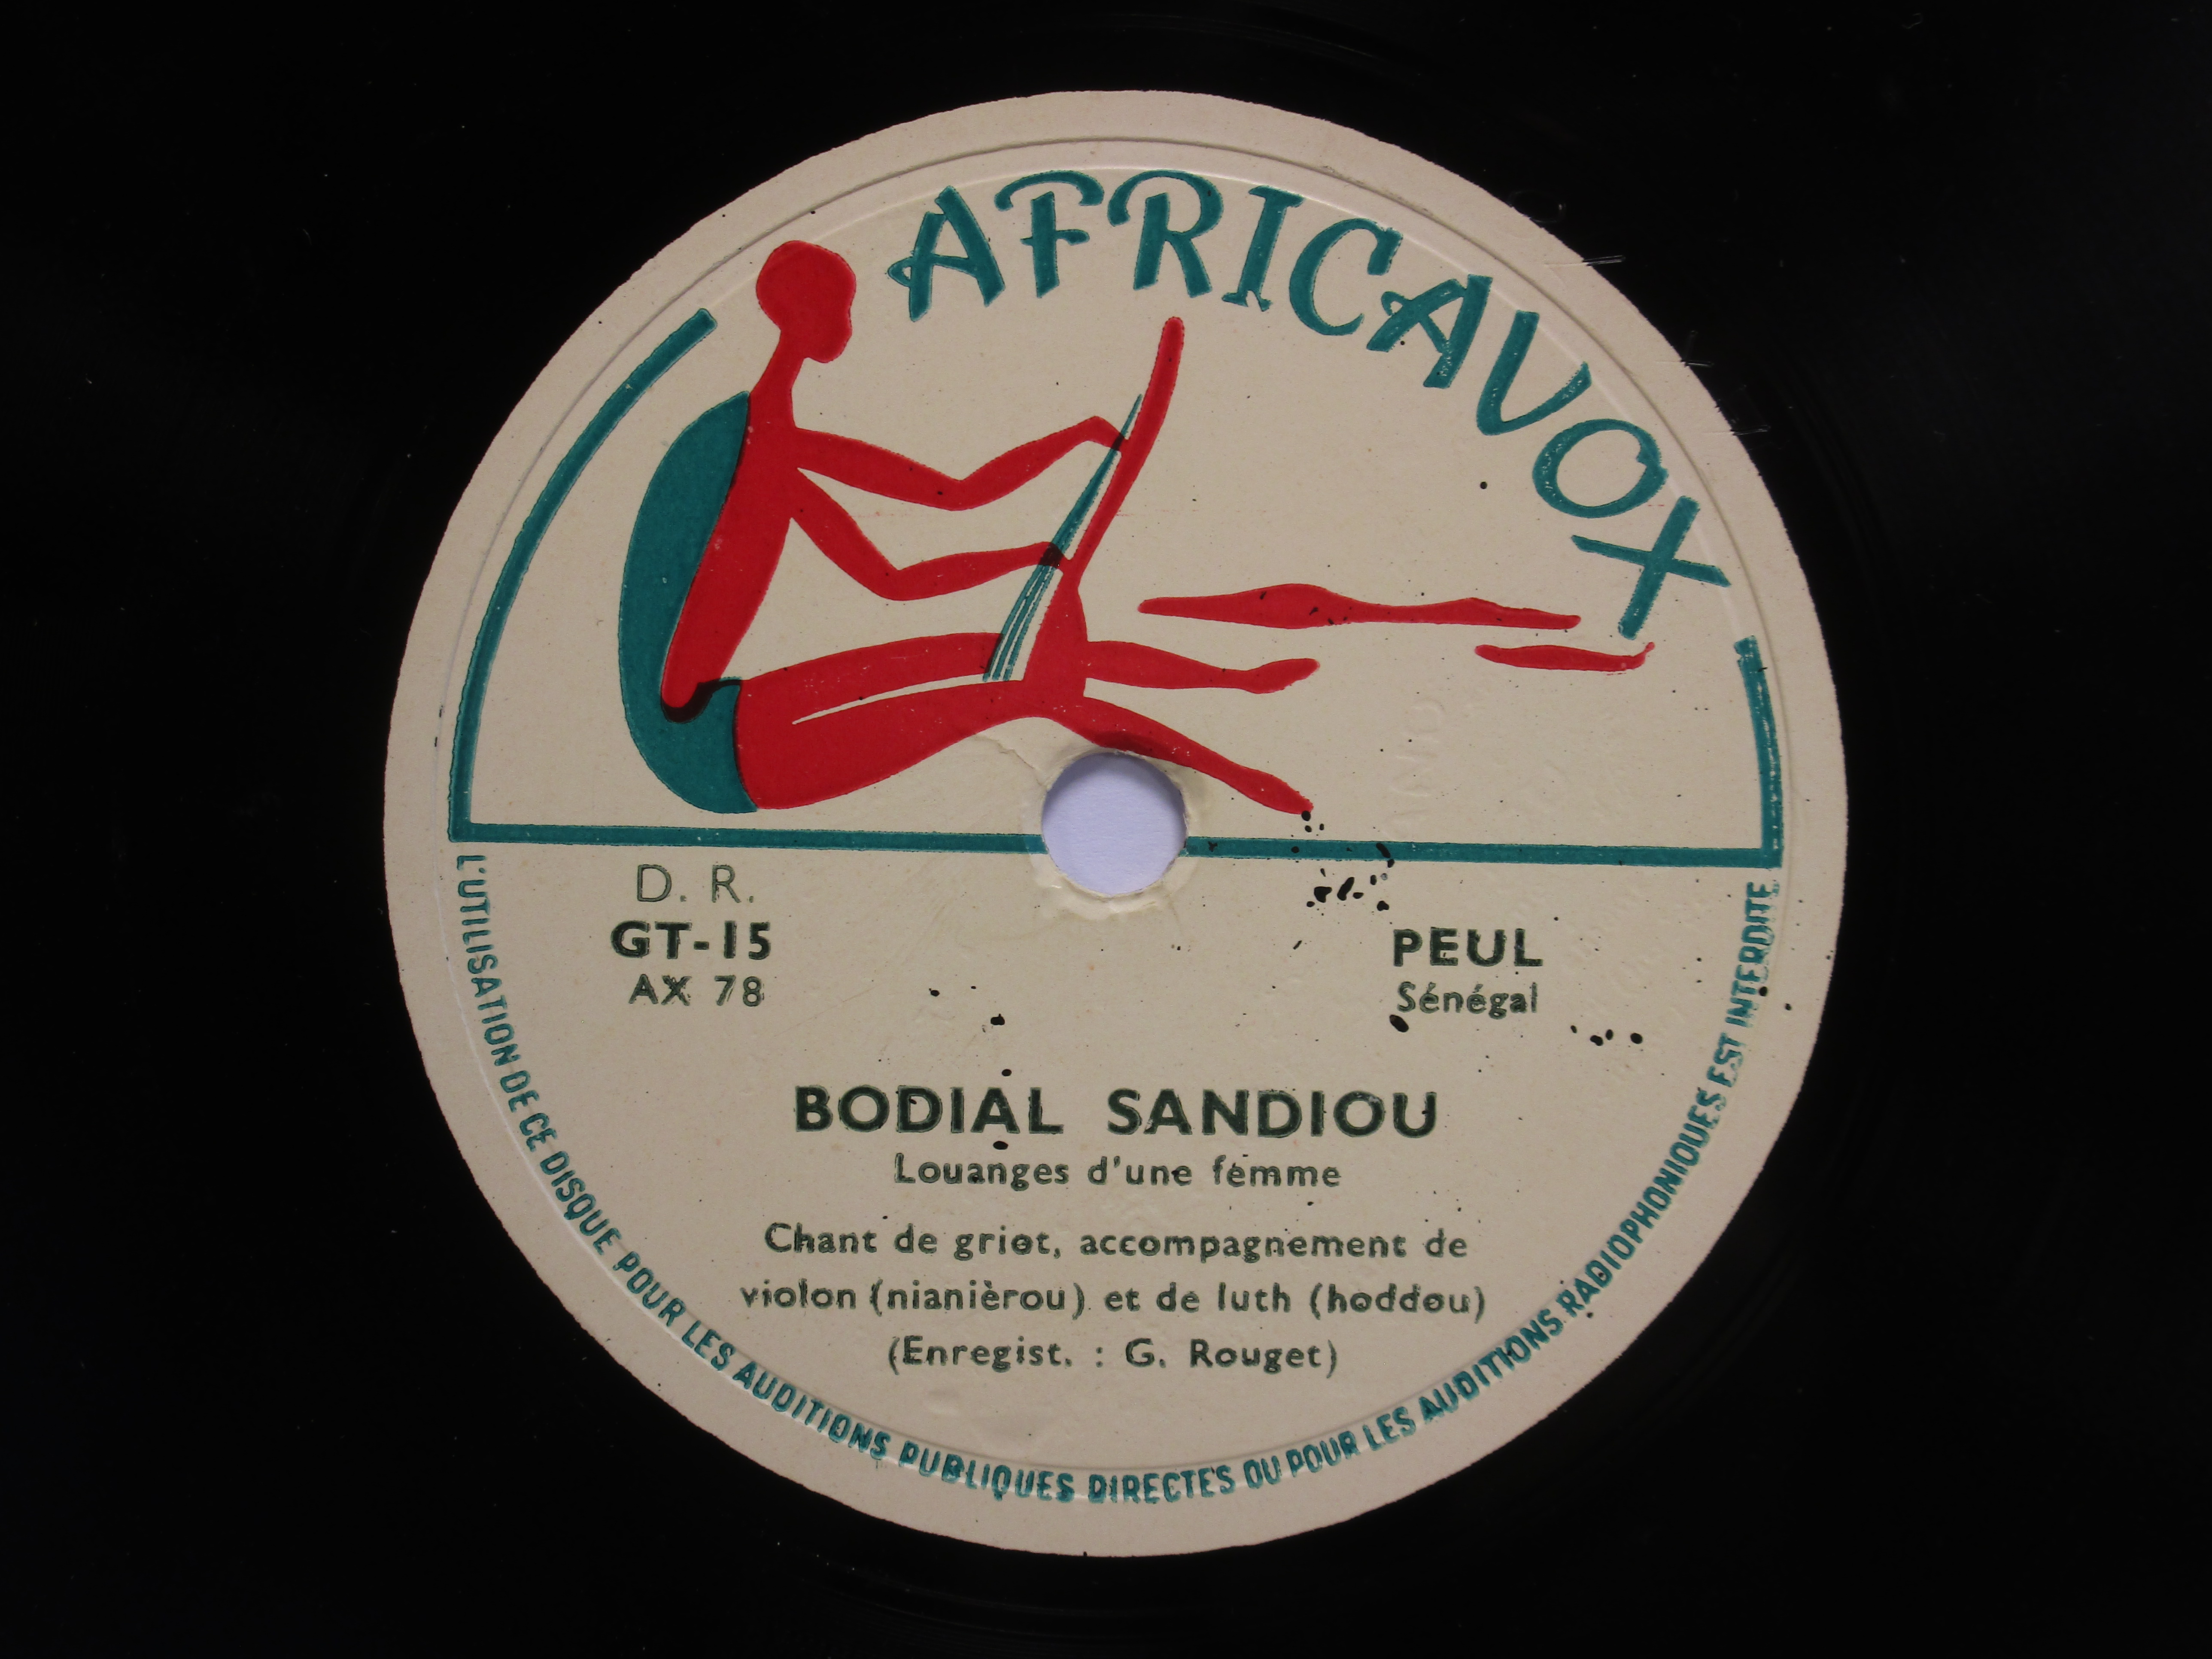 AFRICAVOX
D. R.
GT-15
AX 78
PEUL
Sénégal
BODIAL SANDIOU
Louanges d'une femme
Chant de griot, accompagnement de
violon (nianièrou) et de luth (hoddou)
(Enregist. : G. Rouget)
L'UTILISATION DE CE DISQUE POUR LES AUDITIONS PUBLIQUES DIRECTES OU POUR LES AUDITIONS RADIOPHONIQUES EST INTERDITE